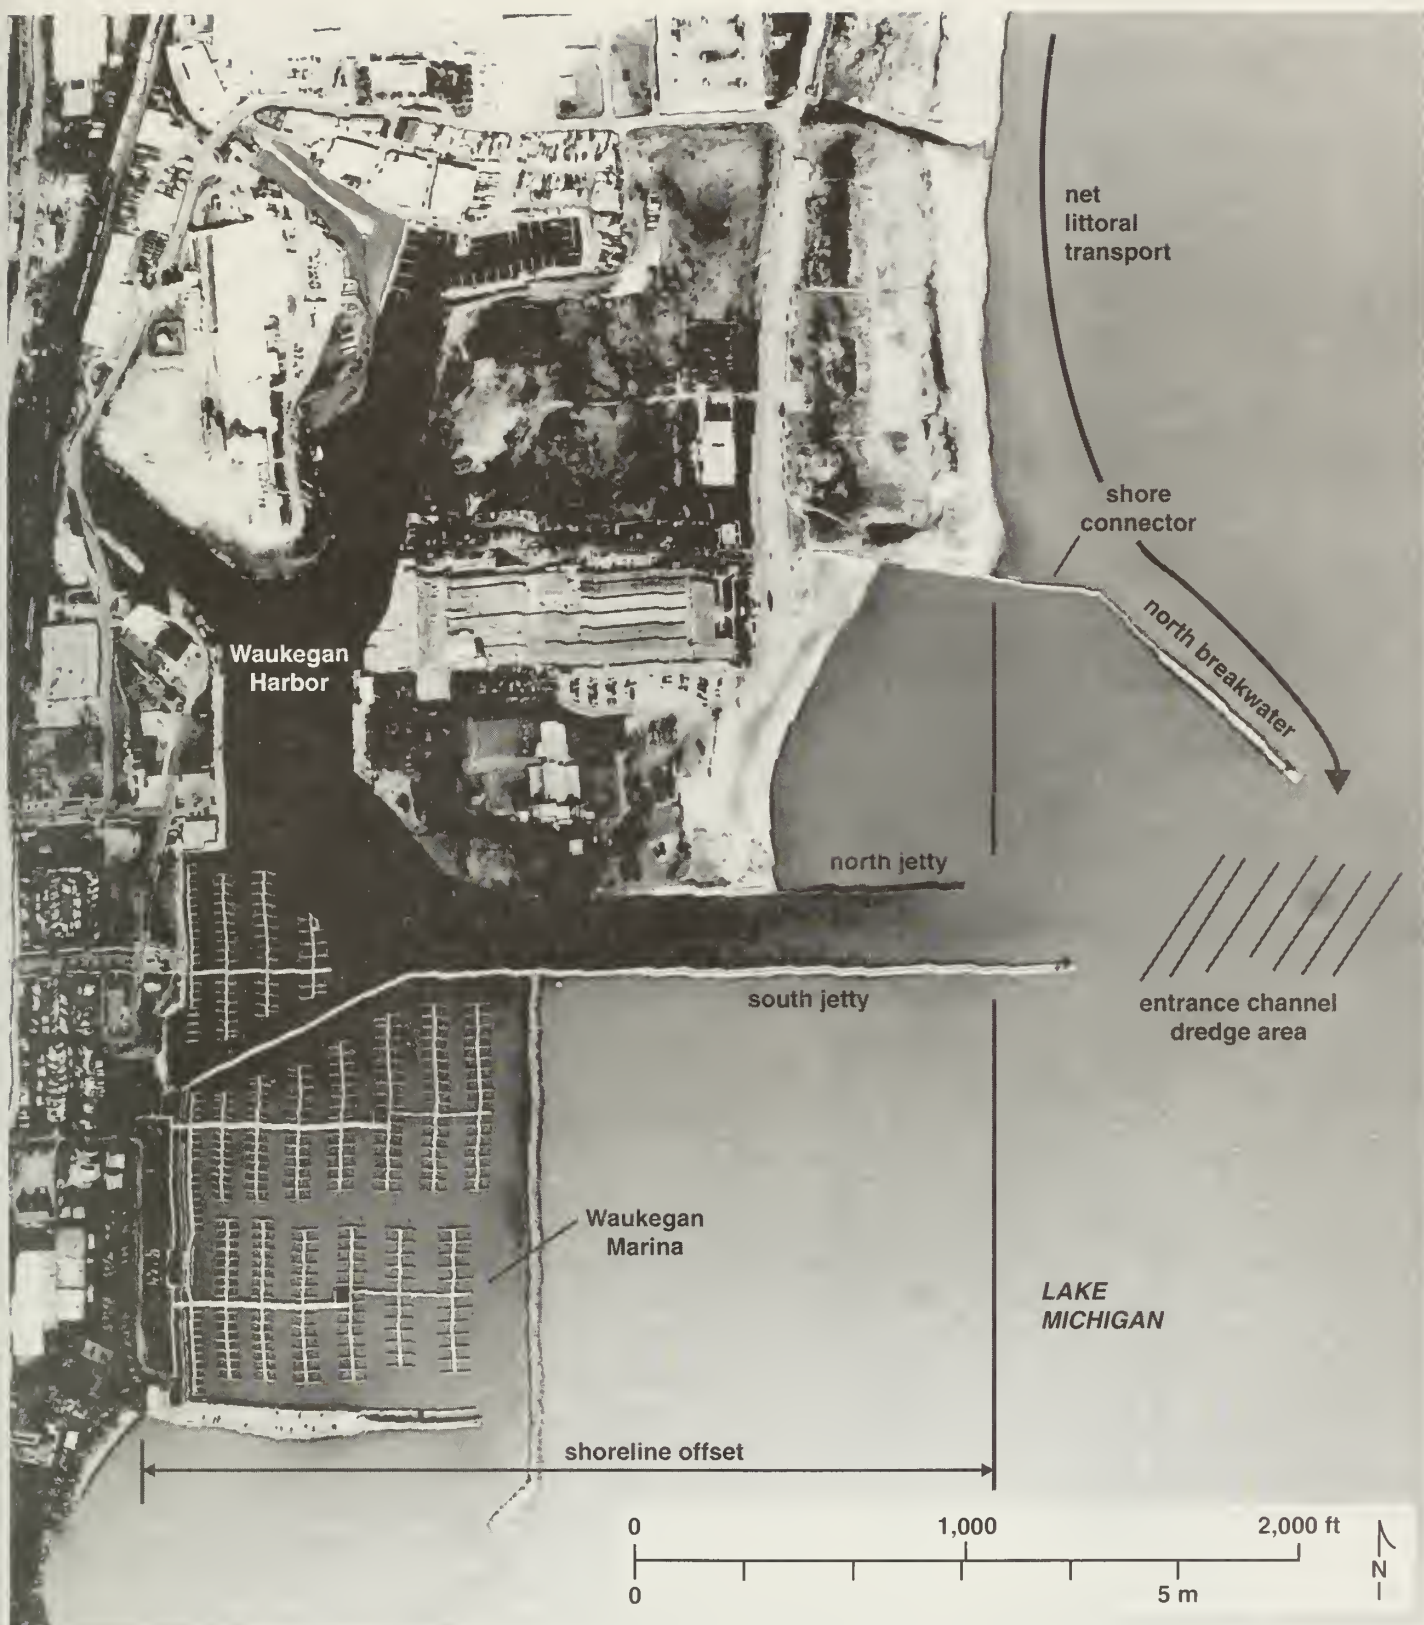 net
littoral
transport
shore
connector
north breakwater
Waukegan
Harbor
north jetty
south jetty
entrance channel
dredge area
Waukegan
Marina
LAKE
MICHIGAN
shoreline offset
0 1,000 2,000 ft
0 5 m
N